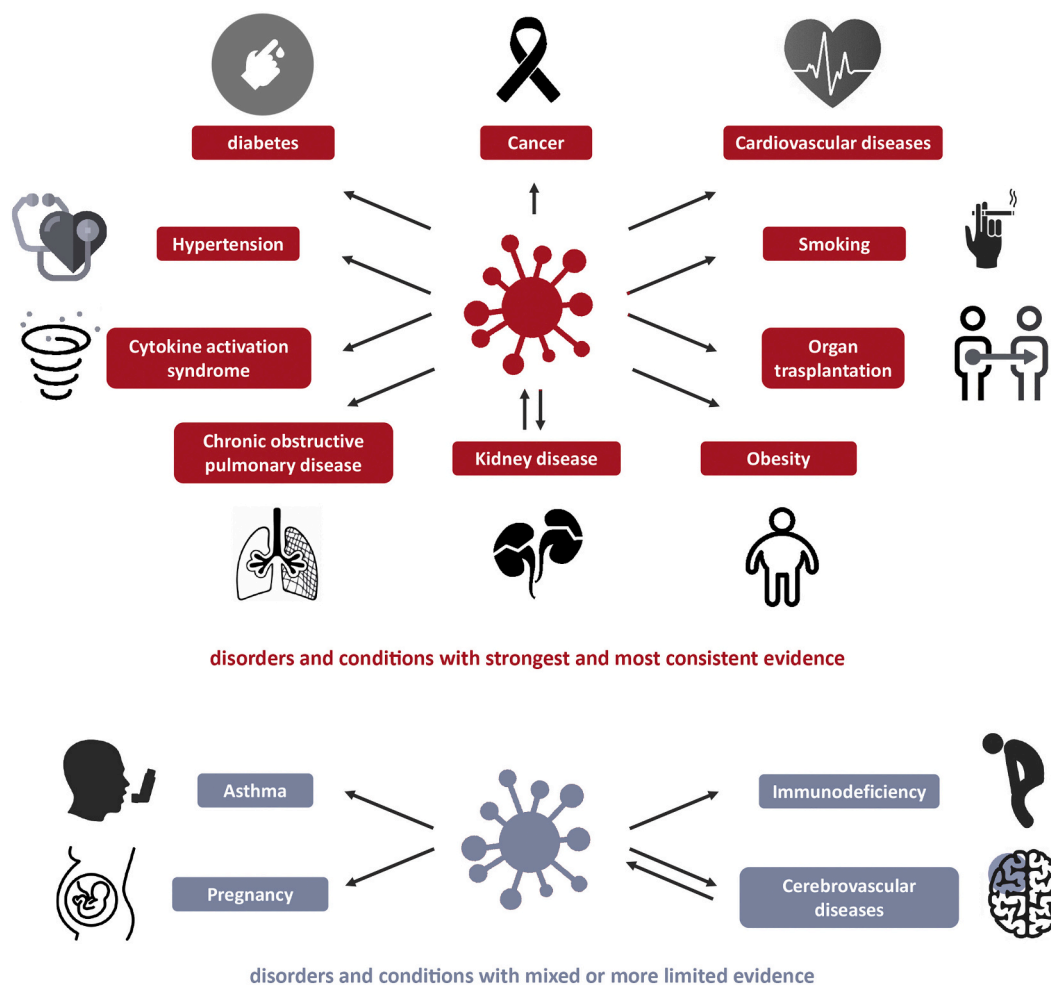 diabetes
Cancer
Cardiovascular diseases
Hypertension
Smoking
Cytokine activation
syndrome
Organ
trasplantation
Chronic obstructive
pulmonary disease
Kidney disease
Obesity
disorders and conditions with strongest and most consistent evidence
Asthma
Immunodeficiency
Pregnancy
Cerebrovascular
diseases
disorders and conditions with mixed or more limited evidence